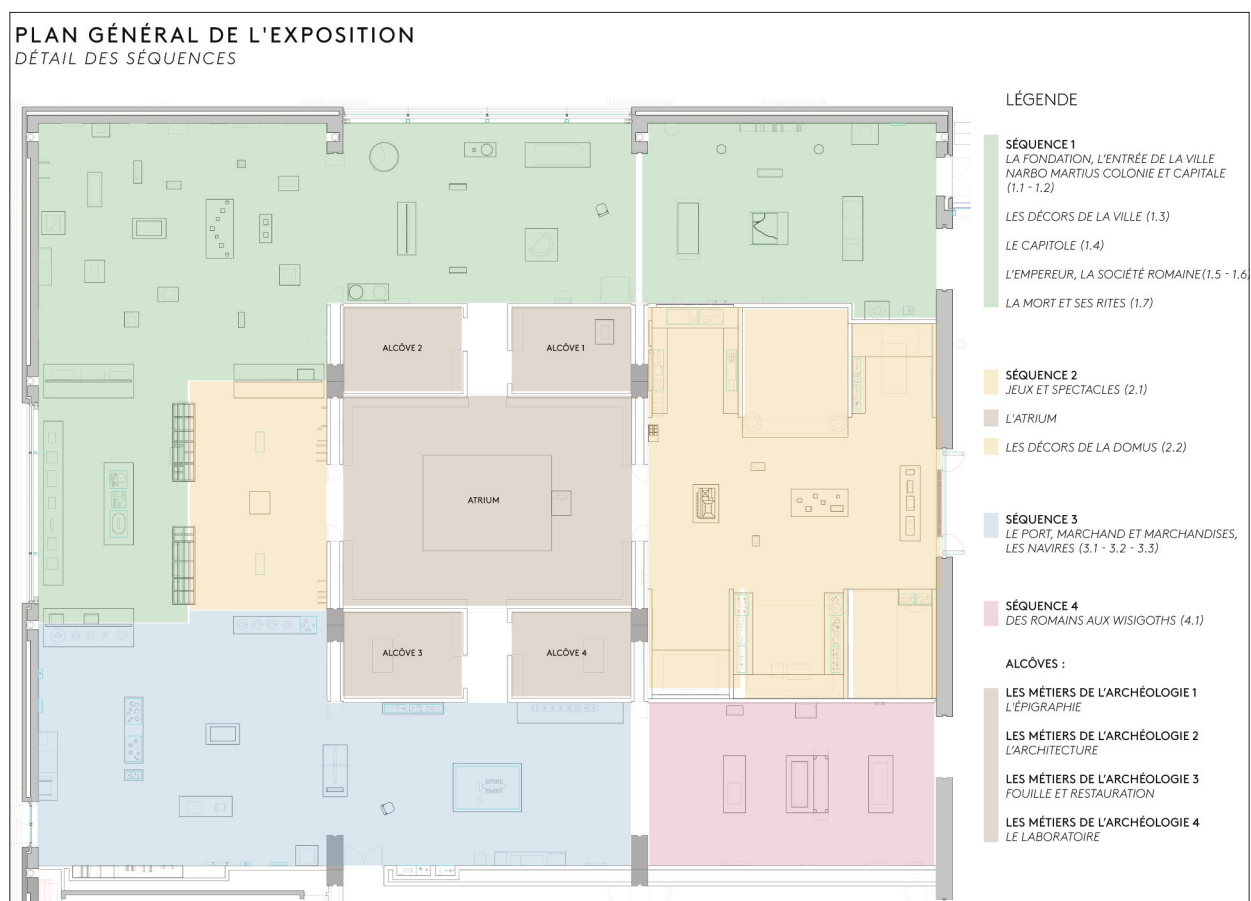 PLAN GÉNÉRAL DE L'EXPOSITION
DÉTAIL DES SÉQUENCES
ALCÔVE 2
ALCÔVE 1
ATRIUM
ALCÔVE 3
ALCÔVE 4
LÉGENDE
SÉQUENCE 1
LA FONDATION, L'ENTRÉE DE LA VILLE
NARBO MARTIUS COLONIE ET CAPITALE
(1.1 - 1.2)
LES DÉCORS DE LA VILLE (1.3)
LE CAPITOLE (1.4)
L'EMPEREUR, LA SOCIÉTÉ ROMAINE (1.5 - 1.6)
LA MORT ET SES RITES (1.7)
SÉQUENCE 2
JEUX ET SPECTACLES (2.1)
L'ATRIUM
LES DÉCORS DE LA DOMUS (2.2)
SÉQUENCE 3
LE PORT, MARCHAND ET MARCHANDISES,
LES NAVIRES (3.1 - 3.2 - 3.3)
SÉQUENCE 4
DES ROMAINS AUX WISIGOTHS (4.1)
ALCÔVES :
LES MÉTIERS DE L'ARCHÉOLOGIE 1
L'ÉPIGRAPHIE
LES MÉTIERS DE L'ARCHÉOLOGIE 2
L'ARCHITECTURE
LES MÉTIERS DE L'ARCHÉOLOGIE 3
FOUILLE ET RESTAURATION
LES MÉTIERS DE L'ARCHÉOLOGIE 4
LE LABORATOIRE